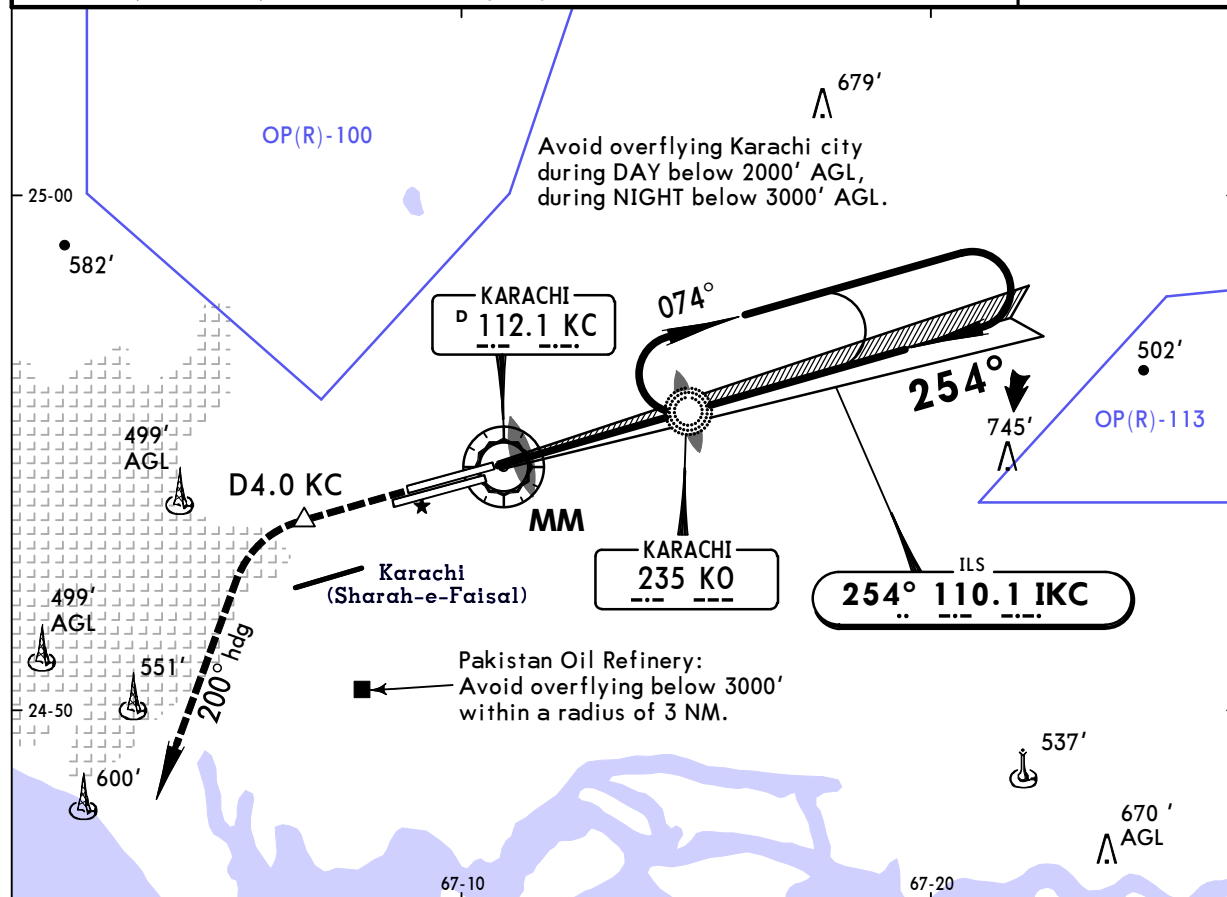 679'
OP(R)-100
Avoid overflying Karachi city
during DAY below 2000' AGL,
during NIGHT below 3000' AGL.
25-00
582'
KARACHI
D 112.1 KC
074°
254°
502'
OP(R)-113
745'
499'
AGL
D4.0 KC
MM
KARACHI
235 KO
ILS
254° 110.1 IKC
Karachi
(Sharah-e-Faisal)
499'
AGL
551'
200° hdg
Pakistan Oil Refinery:
Avoid overflying below 3000'
within a radius of 3 NM.
24-50
600'
537'
670 '
AGL
67-10
67-20